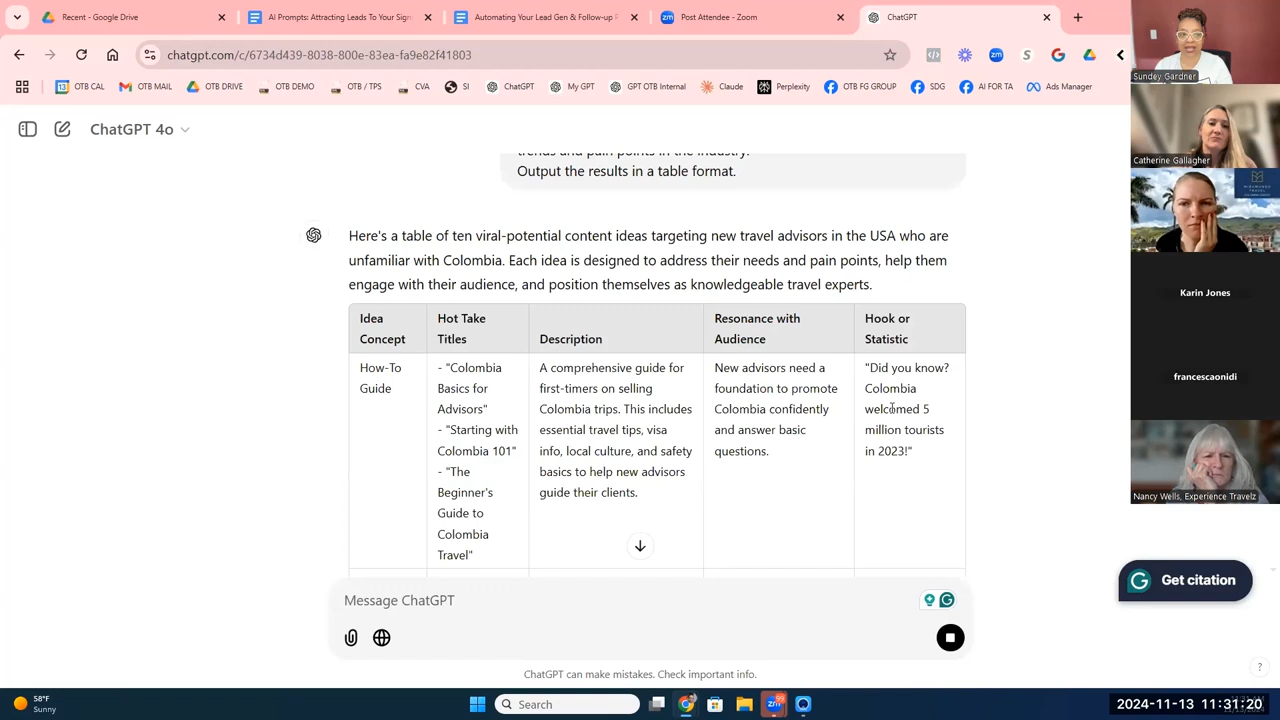 Recent - Google Drive
AI Prompts: Attracting Leads To Your Sign
Automating Your Lead Gen & Follow-up F
Post Attendee - Zoom
ChatGPT
chatgpt.com/c/6734d439-8038-800e-83ea-fa9e82f41803
OTB CAL
OTB MAIL
OTB DRIVE
OTB DEMO
OTB / TPS
CVA
ChatGPT
My GPT
GPT OTB Internal
Claude
Perplexity
OTB FG GROUP
SDG
AI FOR TA
Ads Manager
ChatGPT 4o
Output the results in a table format.
Here's a table of ten viral-potential content ideas targeting new travel advisors in the USA who are
unfamiliar with Colombia. Each idea is designed to address their needs and pain points, help them
engage with their audience, and position themselves as knowledgeable travel experts.
Idea
Concept
Hot Take
Titles
Description
Resonance with
Audience
Hook or
Statistic
How-To
Guide
- "Colombia
Basics for
Advisors"
- "Starting with
Colombia 101"
- "The
Beginner's
Guide to
Colombia
Travel"
A comprehensive guide for
first-timers on selling
Colombia trips. This includes
essential travel tips, visa
info, local culture, and safety
basics to help new advisors
guide their clients.
New advisors need a
foundation to promote
Colombia confidently
and answer basic
questions.
"Did you know?
Colombia
welcomed 5
million tourists
in 2023!"
Message ChatGPT
ChatGPT can make mistakes. Check important info.
Get citation
?
Sundey Gardner
Catherine Gallagher
Karin Jones
francescaonidi
Nancy Wells, Experience Travelz
58°F
Sunny
Search
2024-11-13 11:31:20